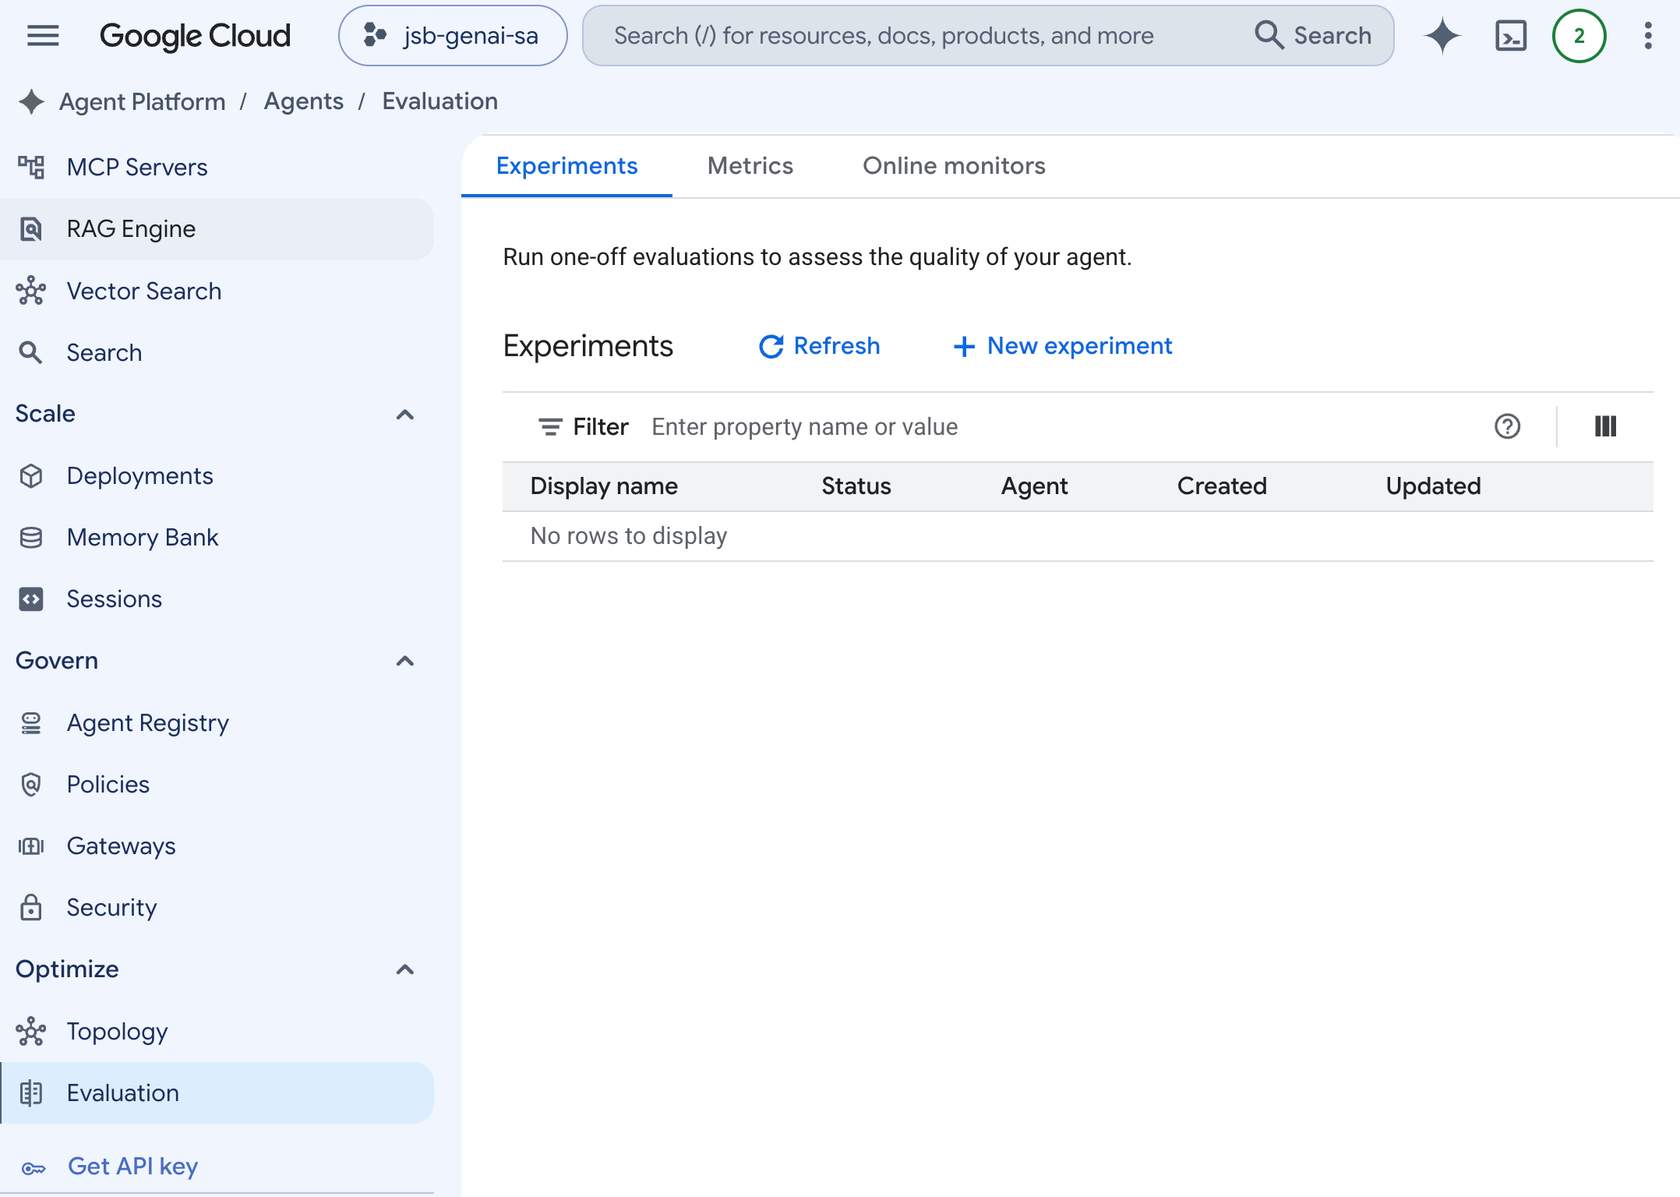 Google Cloud
jsb-genai-sa
Search (/) for resources, docs, products, and more
Search
2
Agent Platform / Agents / Evaluation
MCP Servers
RAG Engine
Vector Search
Search
Scale
Deployments
Memory Bank
Sessions
Govern
Agent Registry
Policies
Gateways
Security
Optimize
Topology
Evaluation
Get API key
Experiments Metrics Online monitors
Run one-off evaluations to assess the quality of your agent.
Experiments Refresh + New experiment
Filter Enter property name or value
Display name Status Agent Created Updated
No rows to display